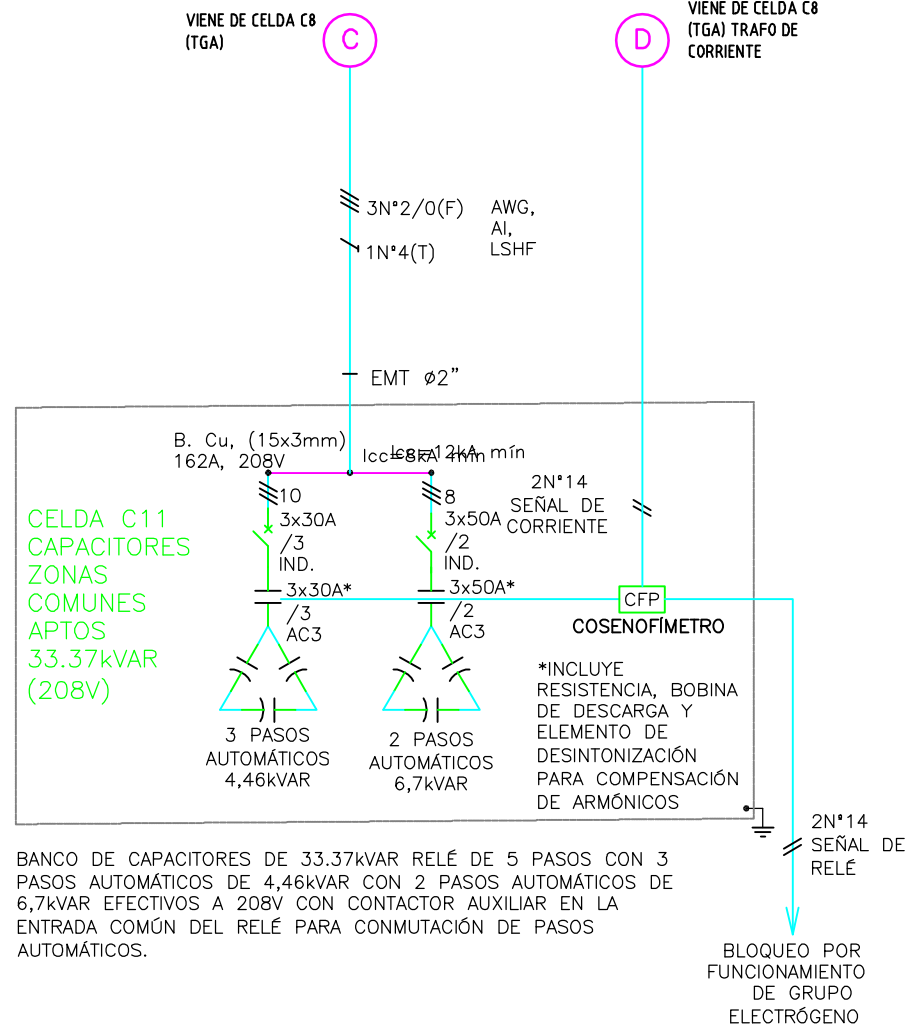 VIENE DE CELDA C8
(TGA)
C
VIENE DE CELDA C8
(TGA) TRAFO DE
CORRIENTE
D
3N°2/0(F)
1N°4(T)
AWG,
Al,
LSHF
EMT ø2”
B. Cu, (15x3mm)
162A, 208V
Icc=8kA mín
Icc=12kA mín
10
3x30A
/3
IND.
8
3x50A
/2
IND.
2N°14
SEÑAL DE
CORRIENTE
CELDA C11
CAPACITORES
ZONAS
COMUNES
APTOS
33.37kVAR
(208V)
3x30A*
/3
AC3
3x50A*
/2
AC3
CFP
COSENOFÍMETRO
3 PASOS
AUTOMÁTICOS
4,46kVAR
2 PASOS
AUTOMÁTICOS
6,7kVAR
*INCLUYE
RESISTENCIA, BOBINA
DE DESCARGA Y
ELEMENTO DE
DESINTONIZACIÓN
PARA COMPENSACIÓN
DE ARMÓNICOS
2N°14
SEÑAL DE
RELÉ
BANCO DE CAPACITORES DE 33.37kVAR RELÉ DE 5 PASOS CON 3
PASOS AUTOMÁTICOS DE 4,46kVAR CON 2 PASOS AUTOMÁTICOS DE
6,7kVAR EFECTIVOS A 208V CON CONTACTOR AUXILIAR EN LA
ENTRADA COMÚN DEL RELÉ PARA CONMUTACIÓN DE PASOS
AUTOMÁTICOS.
BLOQUEO POR
FUNCIONAMIENTO
DE GRUPO
ELECTRÓGENO